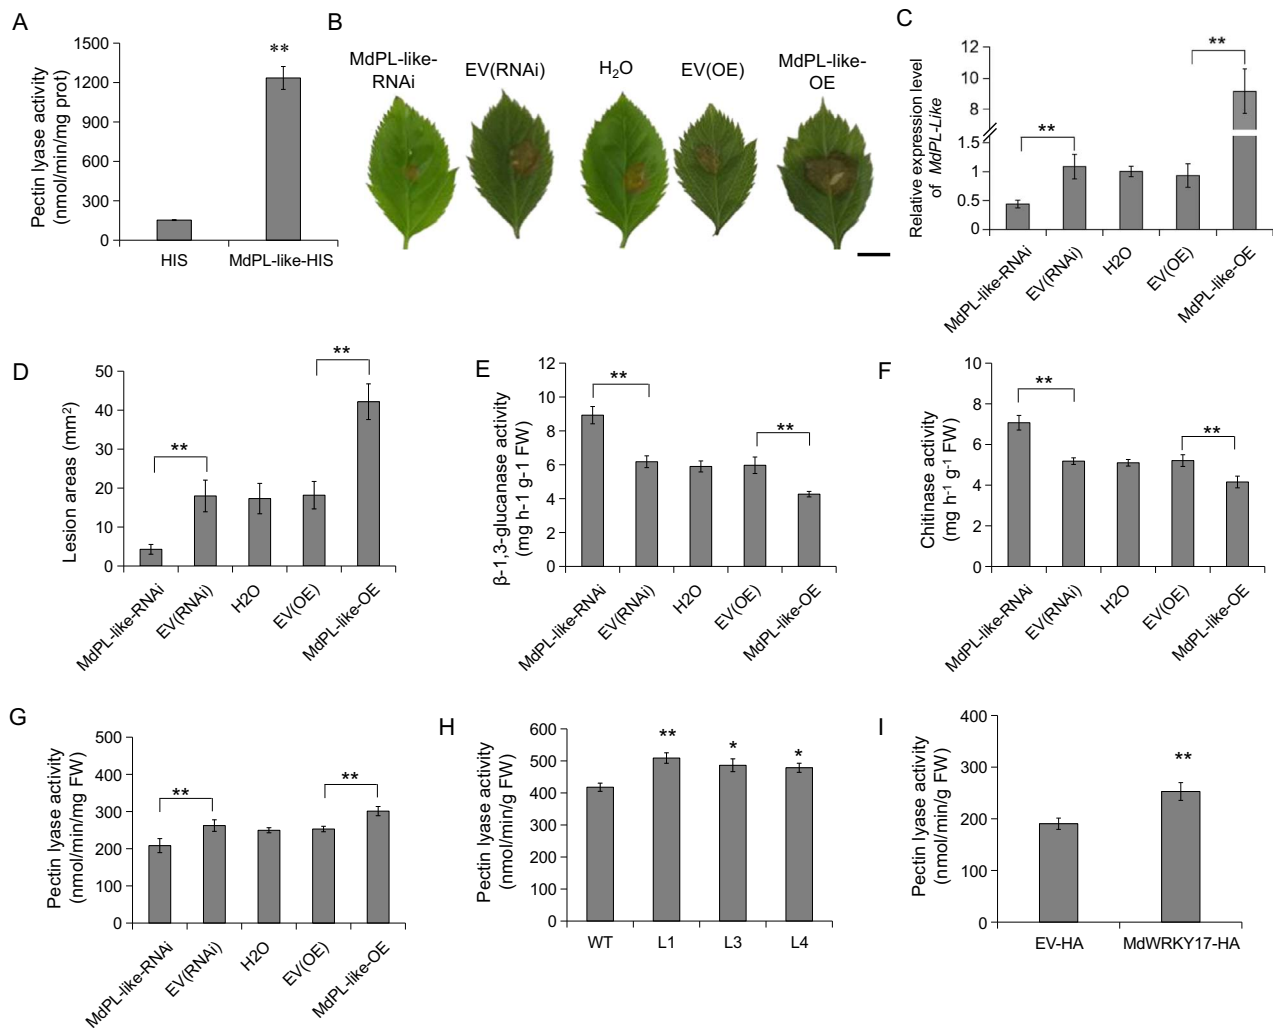 A
Pectin lyase activity
(nmol/min/mg prot)
1500
1200
900
600
300
0
**
HIS
MdPL-like-HIS
B
MdPL-like-
RNAi
EV(RNAi)
H2O
EV(OE)
MdPL-like-
OE
C
Relative expression level
of MdPL-Like
12
10
8
6
1.5
1
0.5
0
**
**
MdPL-like-RNAi
EV(RNAi)
H2O
EV(OE)
MdPL-like-OE
D
Lesion areas (mm2)
50
40
30
20
10
0
**
**
MdPL-like-RNAi
EV(RNAi)
H2O
EV(OE)
MdPL-like-OE
E
β-1,3-glucanase activity
(mg h-1 g-1 FW)
12
10
8
6
4
2
0
**
**
MdPL-like-RNAi
EV(RNAi)
H2O
EV(OE)
MdPL-like-OE
F
Chitinase activity
(mg h-1 g-1 FW)
10
8
6
4
2
0
**
**
MdPL-like-RNAi
EV(RNAi)
H2O
EV(OE)
MdPL-like-OE
G
Pectin lyase activity
(nmol/min/mg FW)
500
400
300
200
100
0
**
**
MdPL-like-RNAi
EV(RNAi)
H2O
EV(OE)
MdPL-like-OE
H
Pectin lyase activity
(nmol/min/g FW)
600
500
400
300
200
100
0
**
*
*
WT
L1
L3
L4
I
Pectin lyase activity
(nmol/min/g FW)
400
300
200
100
0
**
EV-HA
MdWRKY17-HA